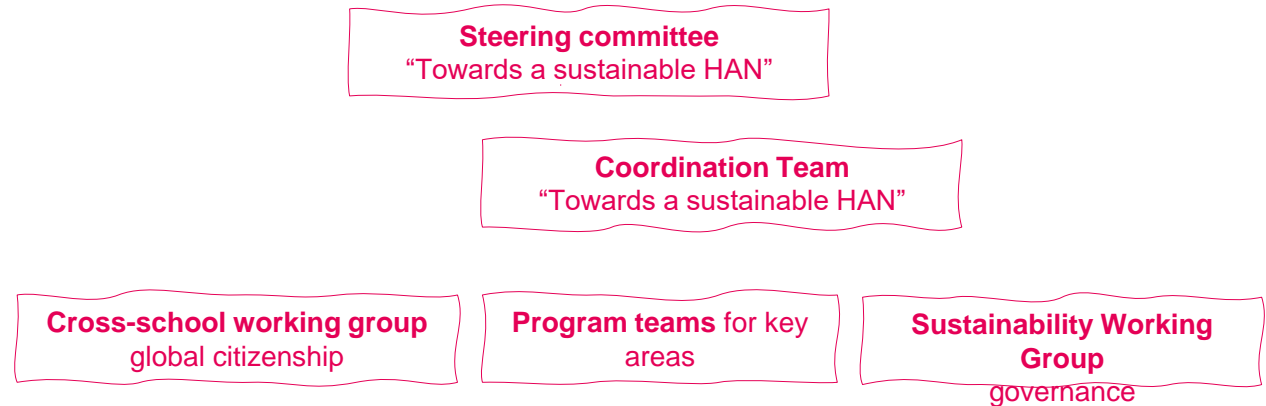 Steering committee
“Towards a sustainable HAN”
Coordination Team
“Towards a sustainable HAN”
Cross-school working group
global citizenship
Program teams for key
areas
Sustainability Working
Group
governance